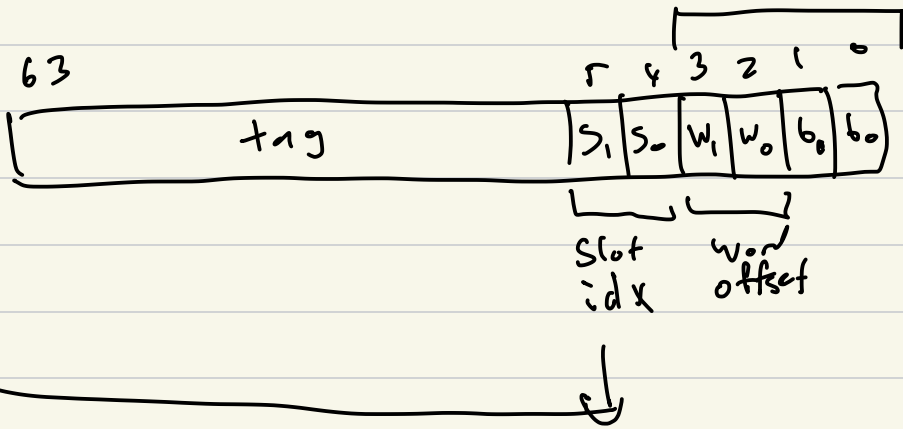 63 5 4 3 2 1 0
tag S₁ S₀ W₁ W₀ b₁ b₀
slot word
idx offset